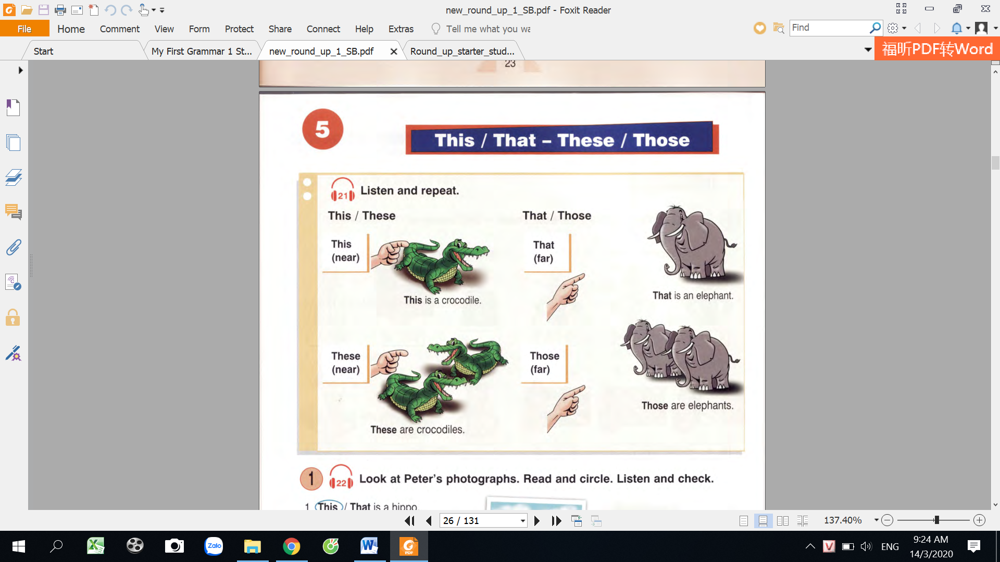 new_round_up_1_SB.pdf - Foxit Reader
File Home Comment View Form Protect Share Connect Help Extras Tell me what you wa Find
Start My First Grammar 1 St... new_round_up_1_SB.pdf Round_up_starter_stud... 福昕PDF转Word
23
5
This / That – These / Those
21 Listen and repeat.
This / These
That / Those
This
(near)
That
(far)
This is a crocodile.
That is an elephant.
These
(near)
Those
(far)
These are crocodiles.
Those are elephants.
1 22 Look at Peter's photographs. Read and circle. Listen and check.
1 This / That is a hippo.
26 / 131 137.40%
Zalo
PDF
ENG
9:24 AM
14/3/2020